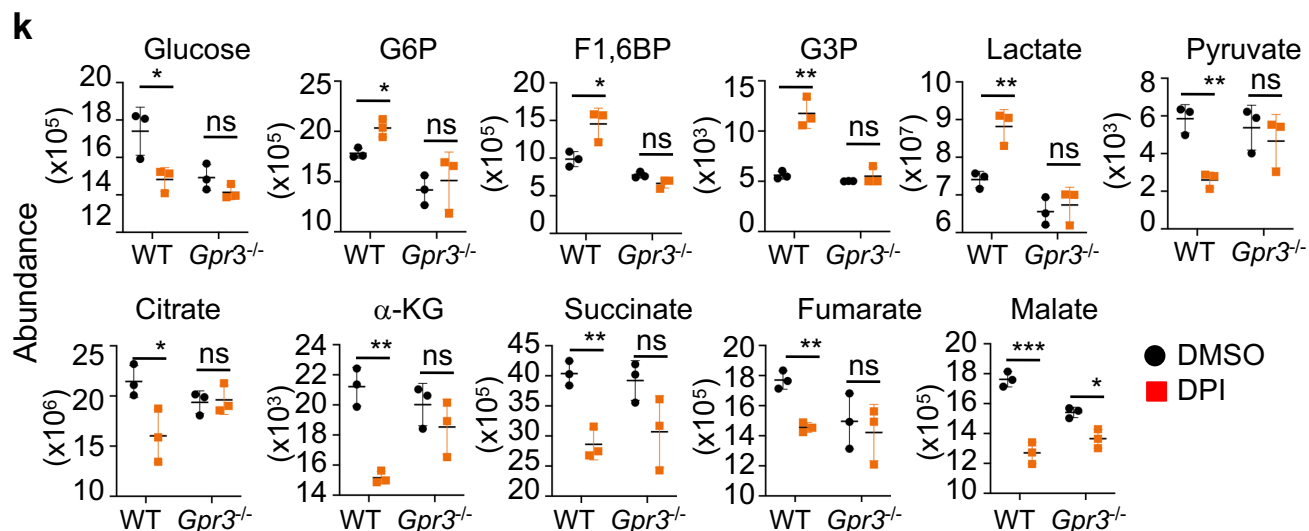 k
Glucose
G6P
F1,6BP
G3P
Lactate
Pyruvate
Abundance
(x10⁵)
20
18
16
14
12
*
ns
WT
Gpr3⁻/⁻
(x10⁵)
25
20
15
10
*
ns
WT
Gpr3⁻/⁻
(x10⁵)
20
15
10
5
0
*
ns
WT
Gpr3⁻/⁻
(x10³)
15
10
5
0
**
ns
WT
Gpr3⁻/⁻
(x10⁷)
10
9
8
7
6
**
ns
WT
Gpr3⁻/⁻
(x10³)
8
6
4
2
0
**
ns
WT
Gpr3⁻/⁻
Citrate
α-KG
Succinate
Fumarate
Malate
(x10⁶)
25
20
15
10
*
ns
WT
Gpr3⁻/⁻
(x10³)
24
22
20
18
16
14
**
ns
WT
Gpr3⁻/⁻
(x10⁵)
45
40
35
30
25
20
**
ns
WT
Gpr3⁻/⁻
(x10⁵)
20
18
16
14
12
10
**
ns
WT
Gpr3⁻/⁻
(x10⁵)
20
18
16
14
12
10
***
*
WT
Gpr3⁻/⁻
DMSO
DPI